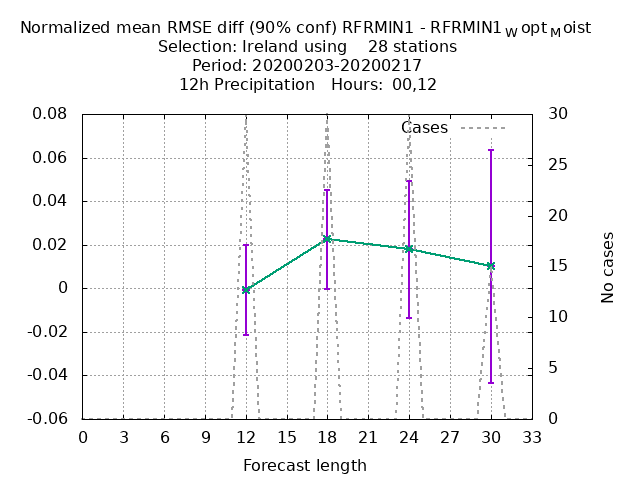 Normalized mean RMSE diff (90% conf) RFRMIN1 - RFRMIN1WoptMoist
Selection: Ireland using 28 stations
Period: 20200203-20200217
12h Precipitation Hours: 00,12
0.08
0.06
0.04
0.02
0
-0.02
-0.04
-0.06
Cases
30
25
20
15
10
5
0
No cases
0 3 6 9 12 15 18 21 24 27 30 33
Forecast length